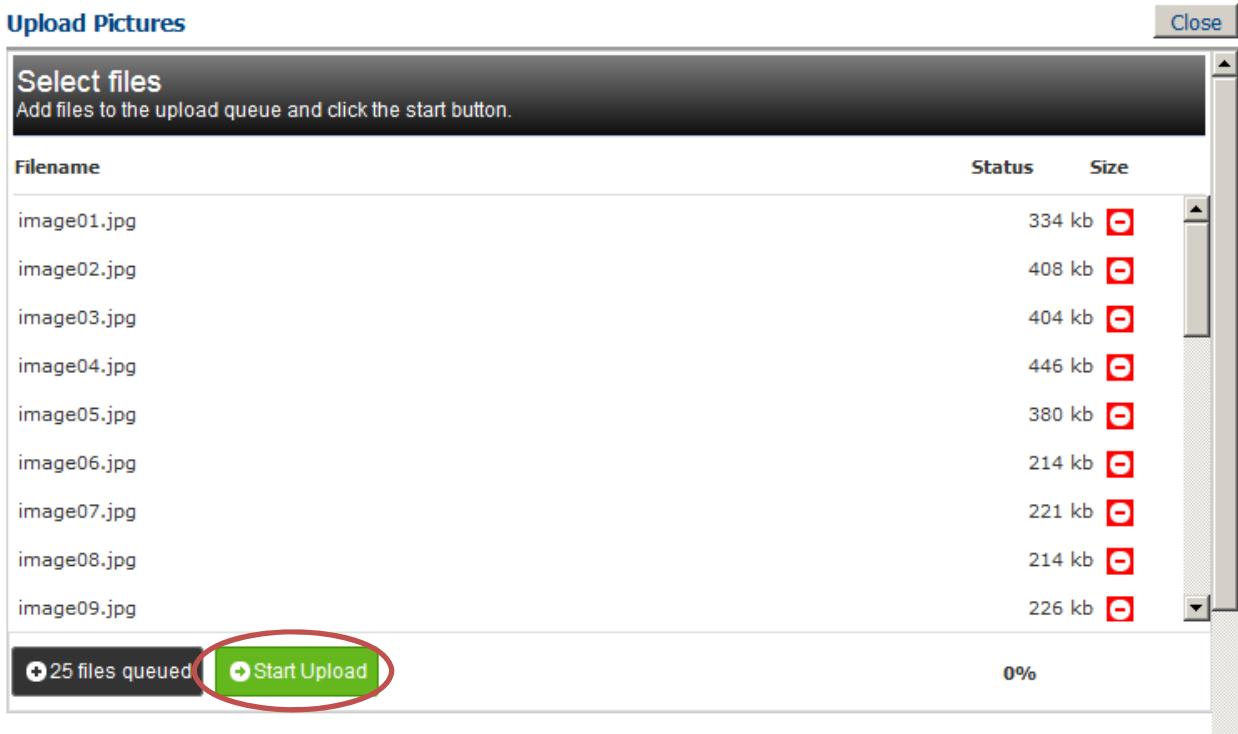 Upload Pictures Close
Select files
Add files to the upload queue and click the start button.
Filename Status Size
image01.jpg 334 kb
image02.jpg 408 kb
image03.jpg 404 kb
image04.jpg 446 kb
image05.jpg 380 kb
image06.jpg 214 kb
image07.jpg 221 kb
image08.jpg 214 kb
image09.jpg 226 kb
25 files queued Start Upload 0%